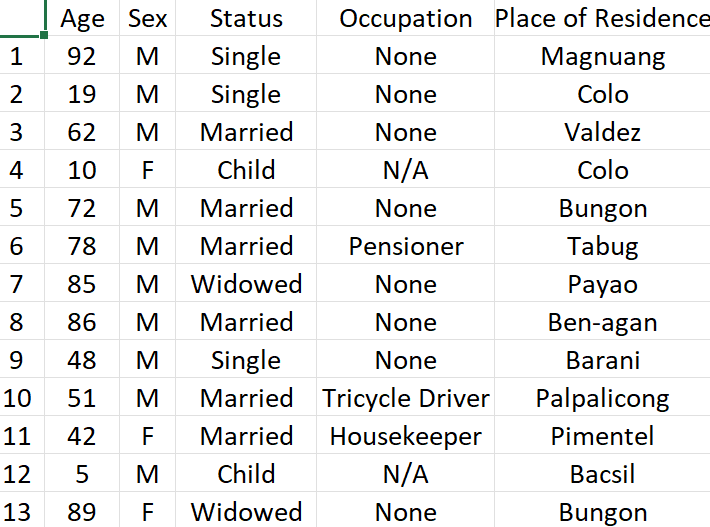 Age Sex Status Occupation Place of Residence
1 92 M Single None Magnuang
2 19 M Single None Colo
3 62 M Married None Valdez
4 10 F Child N/A Colo
5 72 M Married None Bungon
6 78 M Married Pensioner Tabug
7 85 M Widowed None Payao
8 86 M Married None Ben-agan
9 48 M Single None Barani
10 51 M Married Tricycle Driver Palpalicong
11 42 F Married Housekeeper Pimentel
12 5 M Child N/A Bacsil
13 89 F Widowed None Bungon